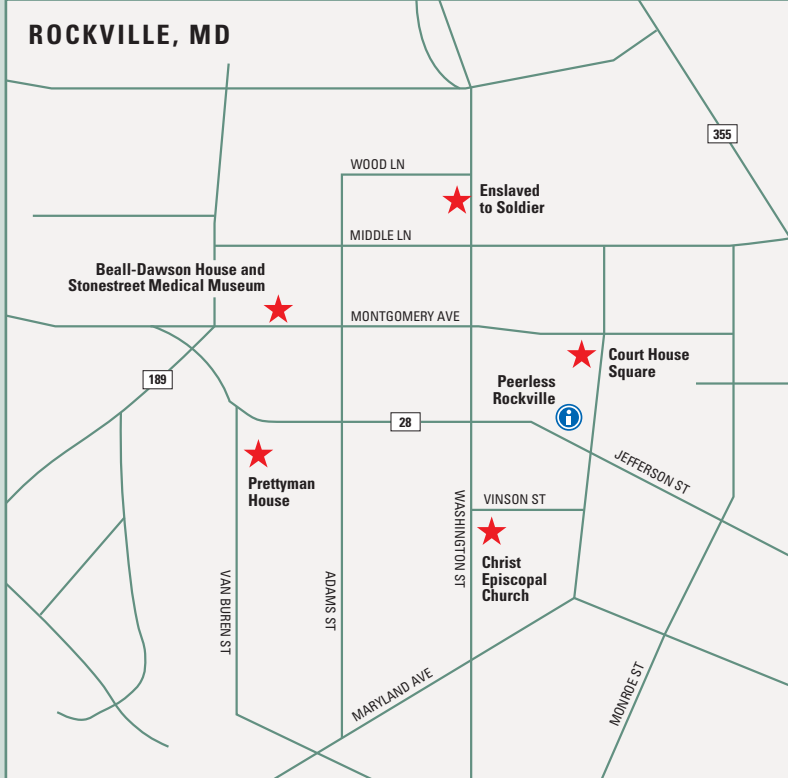 ROCKVILLE, MD
355
WOOD LN
Enslaved
to Soldier
MIDDLE LN
Beall-Dawson House and
Stonestreet Medical Museum
MONTGOMERY AVE
Court House
Square
189
Peerless
Rockville
i
28
JEFFERSON ST
Prettyman
House
WASHINGTON ST
VINSON ST
Christ
Episcopal
Church
VAN BUREN ST
ADAMS ST
MARYLAND AVE
MONROE ST